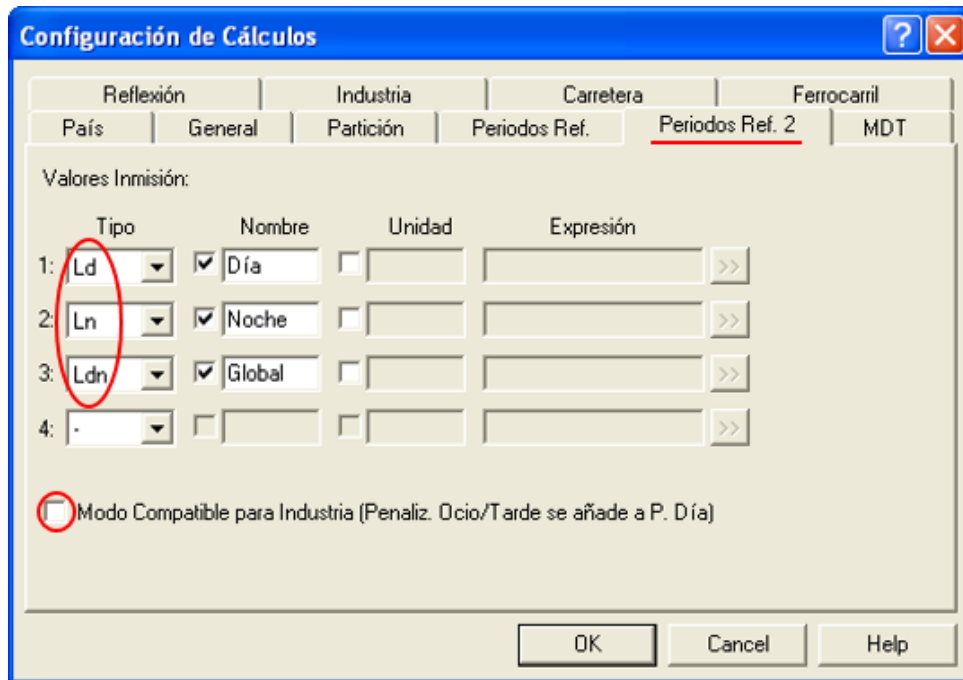 Configuración de Cálculos
Reflexión Industria Carretera Ferrocarril
País General Partición Periodos Ref. Periodos Ref. 2 MDT
Valores Inmisión:
Tipo Nombre Unidad Expresión
1: Ld Día >>
2: Ln Noche >>
3: Ldn Global >>
4: - >>
Modo Compatible para Industria (Penaliz. Ocio/Tarde se añade a P. Día)
OK Cancel Help